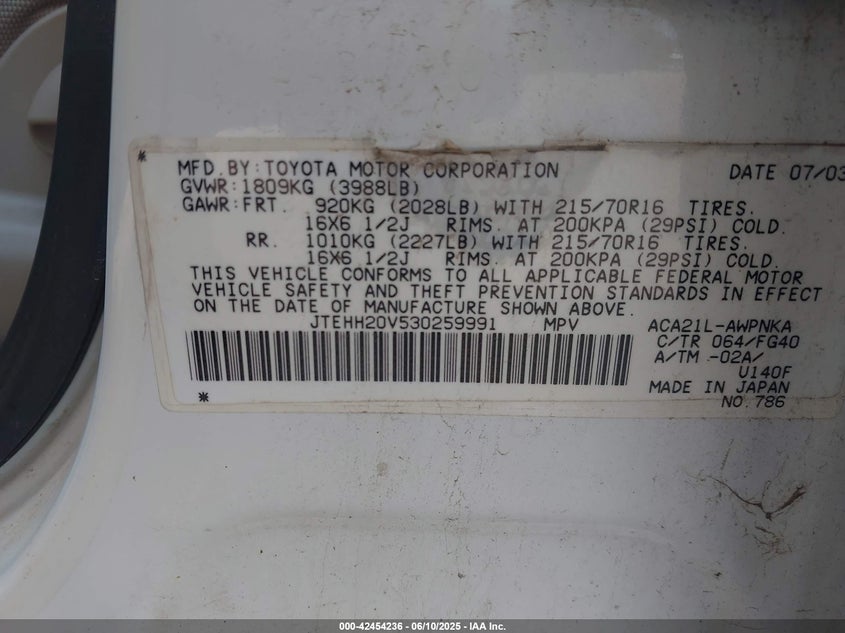 MFD.BY:TOYOTA MOTOR CORPORATION DATE 07/03
GVWR:1809KG (3988LB)
GAWR:FRT. 920KG (2028LB) WITH 215/70R16 TIRES.
16X6 1/2J RIMS. AT 200KPA (29PSI) COLD.
RR. 1010KG (2227LB) WITH 215/70R16 TIRES.
16X6 1/2J RIMS. AT 200KPA (29PSI) COLD.
THIS VEHICLE CONFORMS TO ALL APPLICABLE FEDERAL MOTOR
VEHICLE SAFETY AND THEFT PREVENTION STANDARDS IN EFFECT
ON THE DATE OF MANUFACTURE SHOWN ABOVE.
JTEHH20V530259991 MPV ACA21L-AWPNKA
C/TR 064/FG40
A/TM -02A/
U140F
MADE IN JAPAN
NO.786
000-42454236 - 06/10/2025 - IAA Inc.